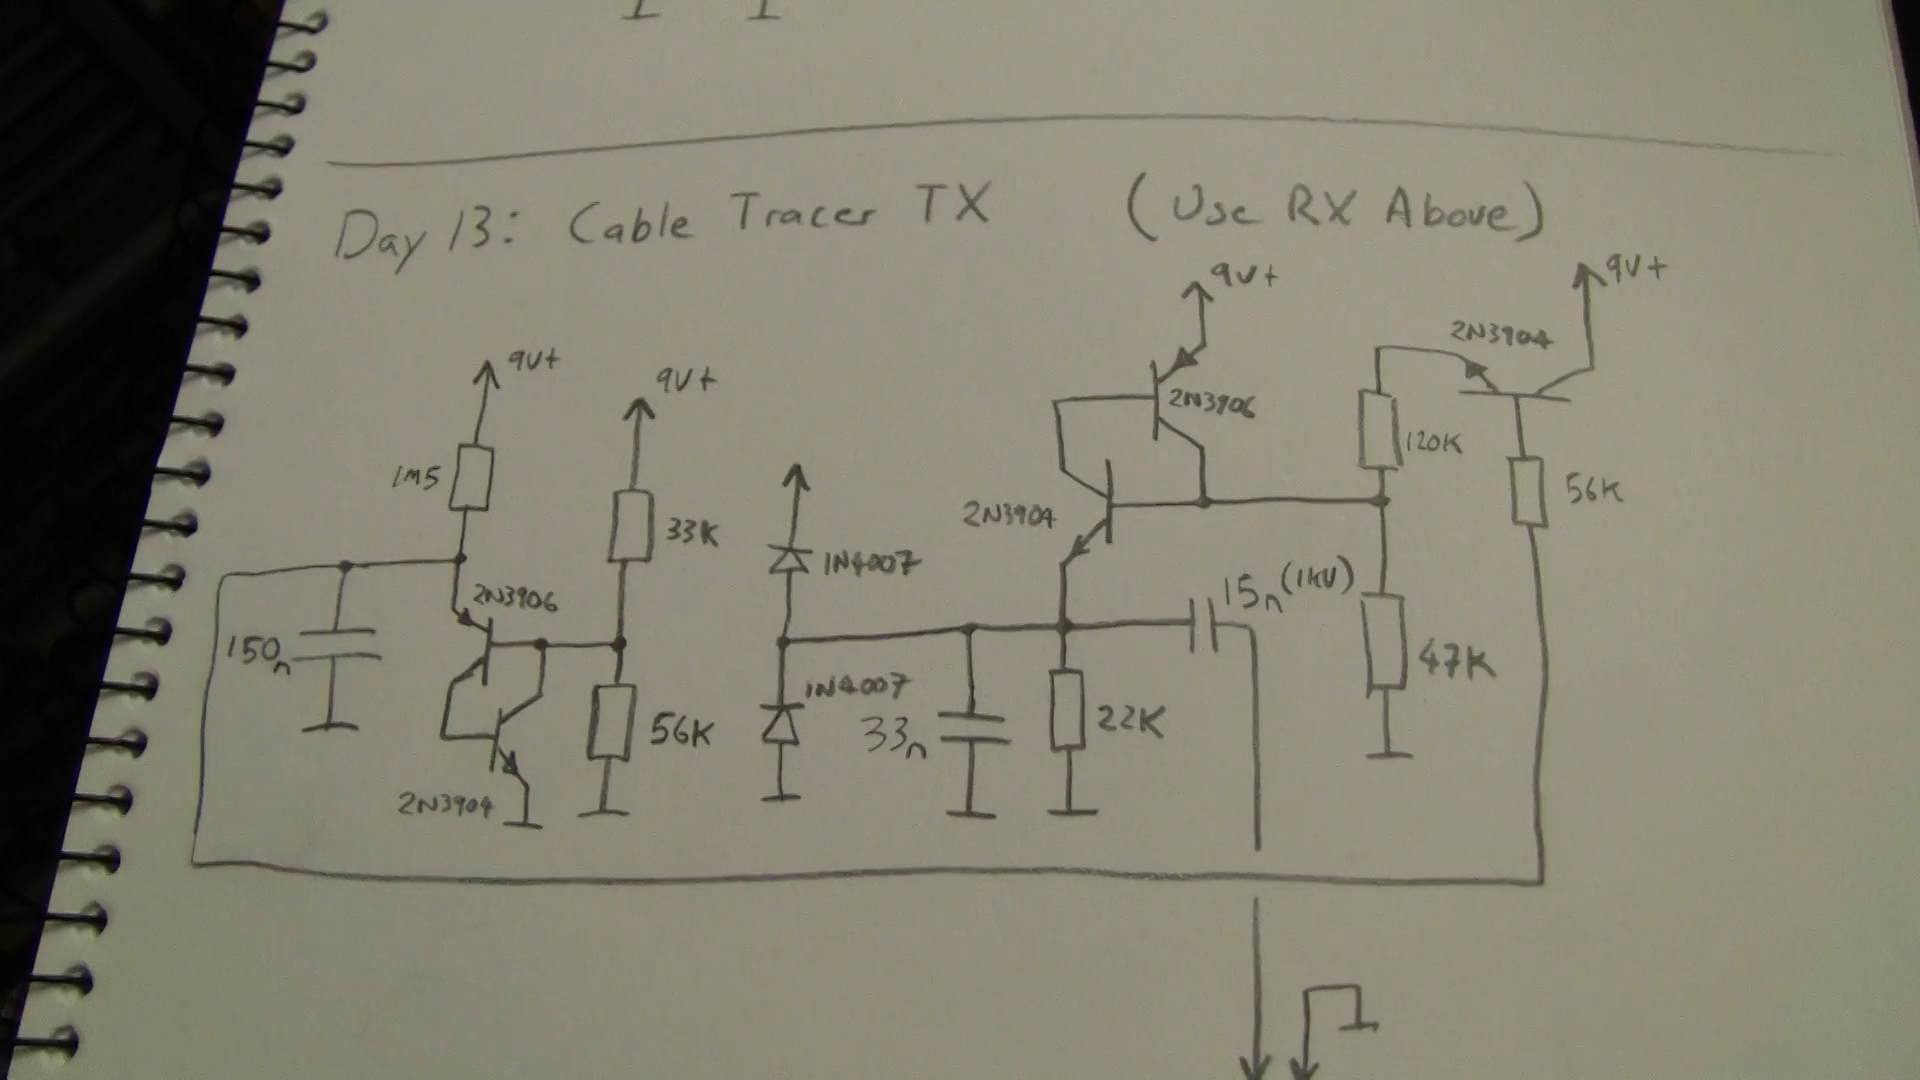 Day 13: Cable Tracer TX (Use RX Above)
9V+
9V+
2N3904
9V+
9V+
2N3906
1M5
120K
56K
33K
2N3904
1N4007
15n (1kV)
2N3906
150n
47K
1N4007
56K
33n
22K
2N3904